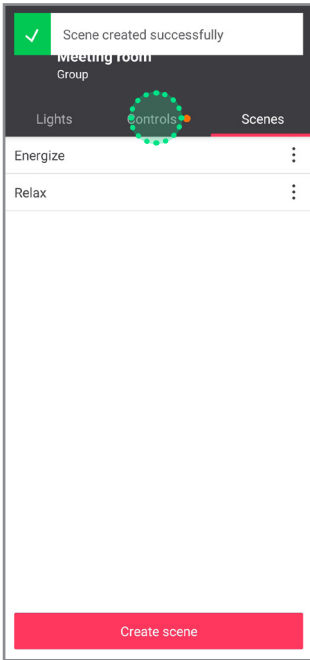 Scene created successfully
Meeting room
Group
Lights
Controls
Scenes
Energize
Relax
Create scene